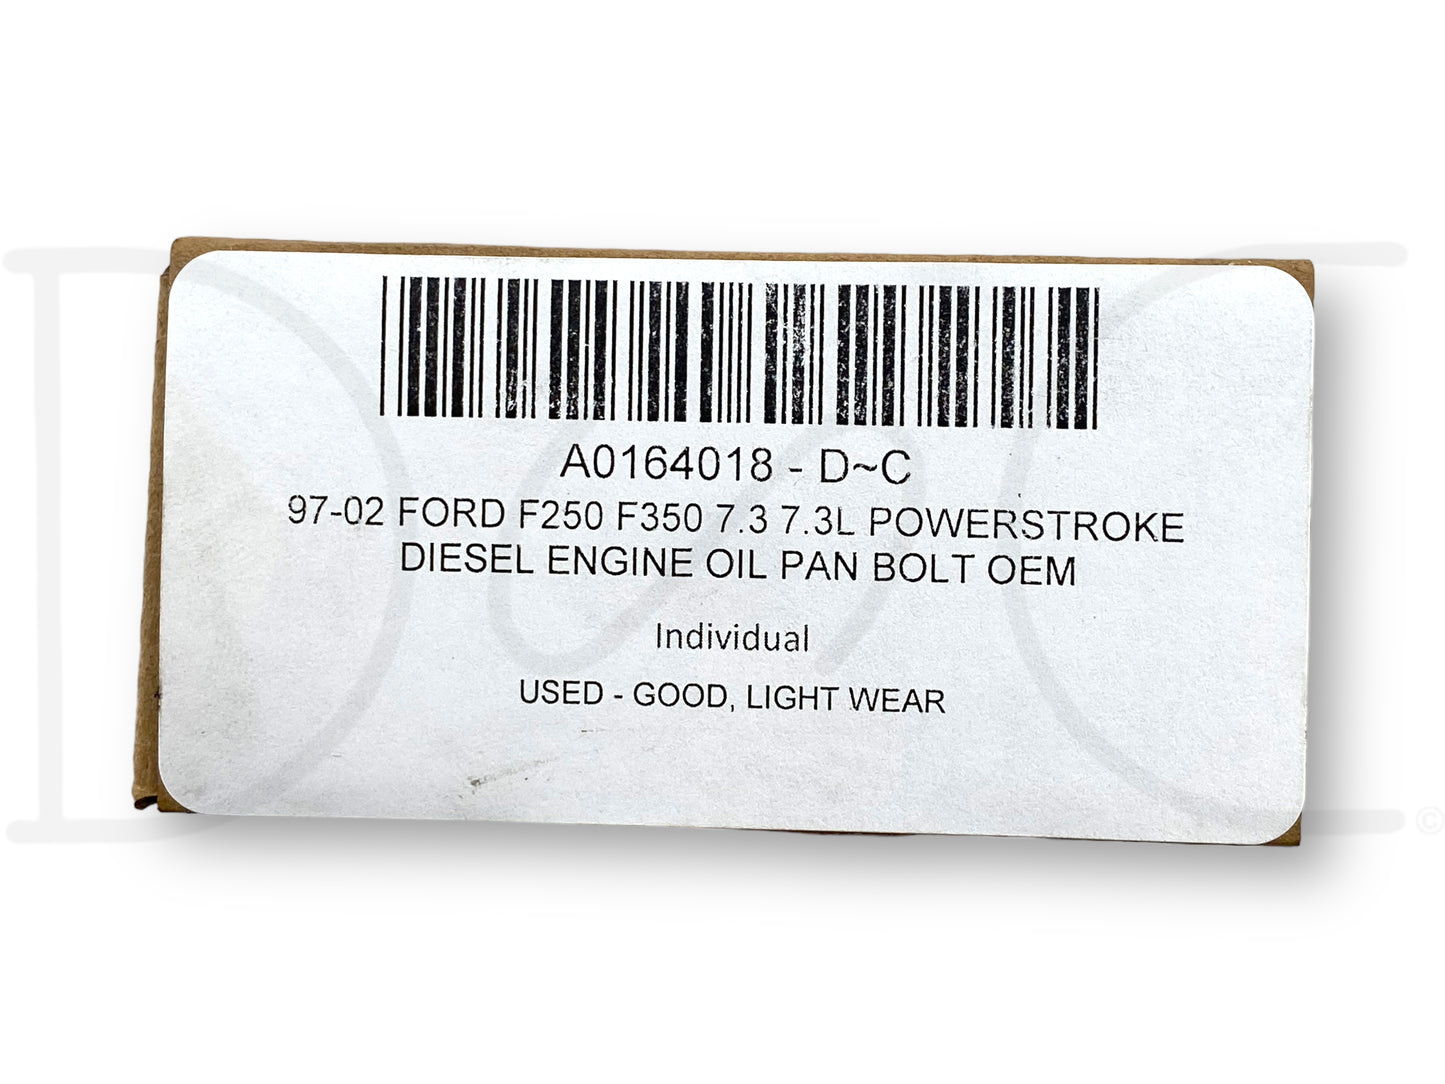 A0164018 - D~C
97-02 FORD F250 F350 7.3 7.3L POWERSTROKE
DIESEL ENGINE OIL PAN BOLT OEM
Individual
USED - GOOD, LIGHT WEAR
D~C
©